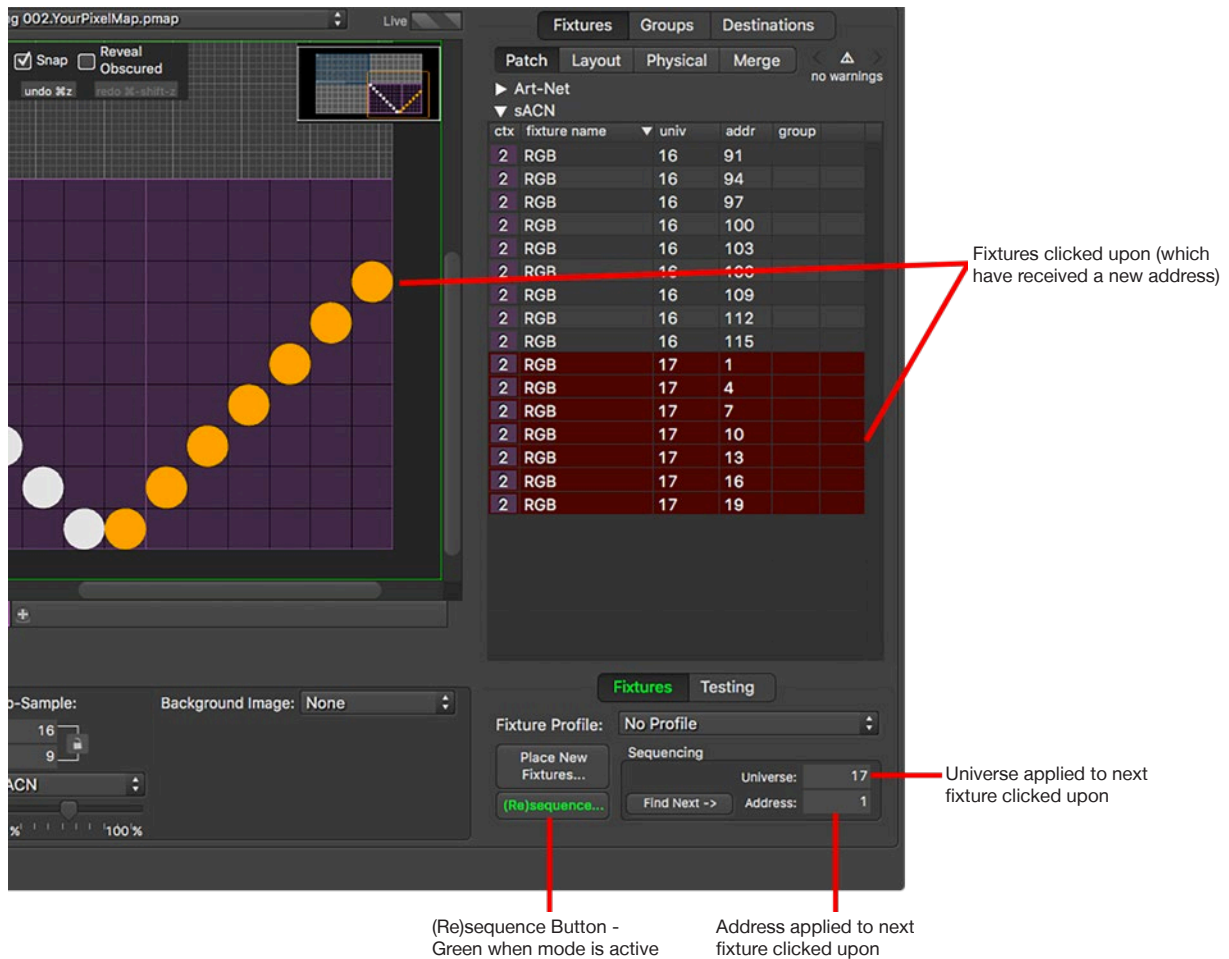 ng 002.YourPixelMap.pmap
Live
Snap
Reveal
Obscured
undo ⌘z
redo ⌘-shift-z
Fixtures Groups Destinations
Patch Layout Physical Merge
no warnings
▶ Art-Net
▼ sACN
ctx fixture name ▼ univ addr group
2 RGB 16 91
2 RGB 16 94
2 RGB 16 97
2 RGB 16 100
2 RGB 16 103
2 RGB 16 106
2 RGB 16 109
2 RGB 16 112
2 RGB 16 115
2 RGB 17 1
2 RGB 17 4
2 RGB 17 7
2 RGB 17 10
2 RGB 17 13
2 RGB 17 16
2 RGB 17 19
Fixtures clicked upon (which
have received a new address)
o-Sample:
16
9
ACN
% 100%
Background Image: None
Fixtures Testing
Fixture Profile: No Profile
Place New
Fixtures...
(Re)sequence...
Sequencing
Universe: 17
Find Next -> Address: 1
Universe applied to next
fixture clicked upon
(Re)sequence Button -
Green when mode is active
Address applied to next
fixture clicked upon